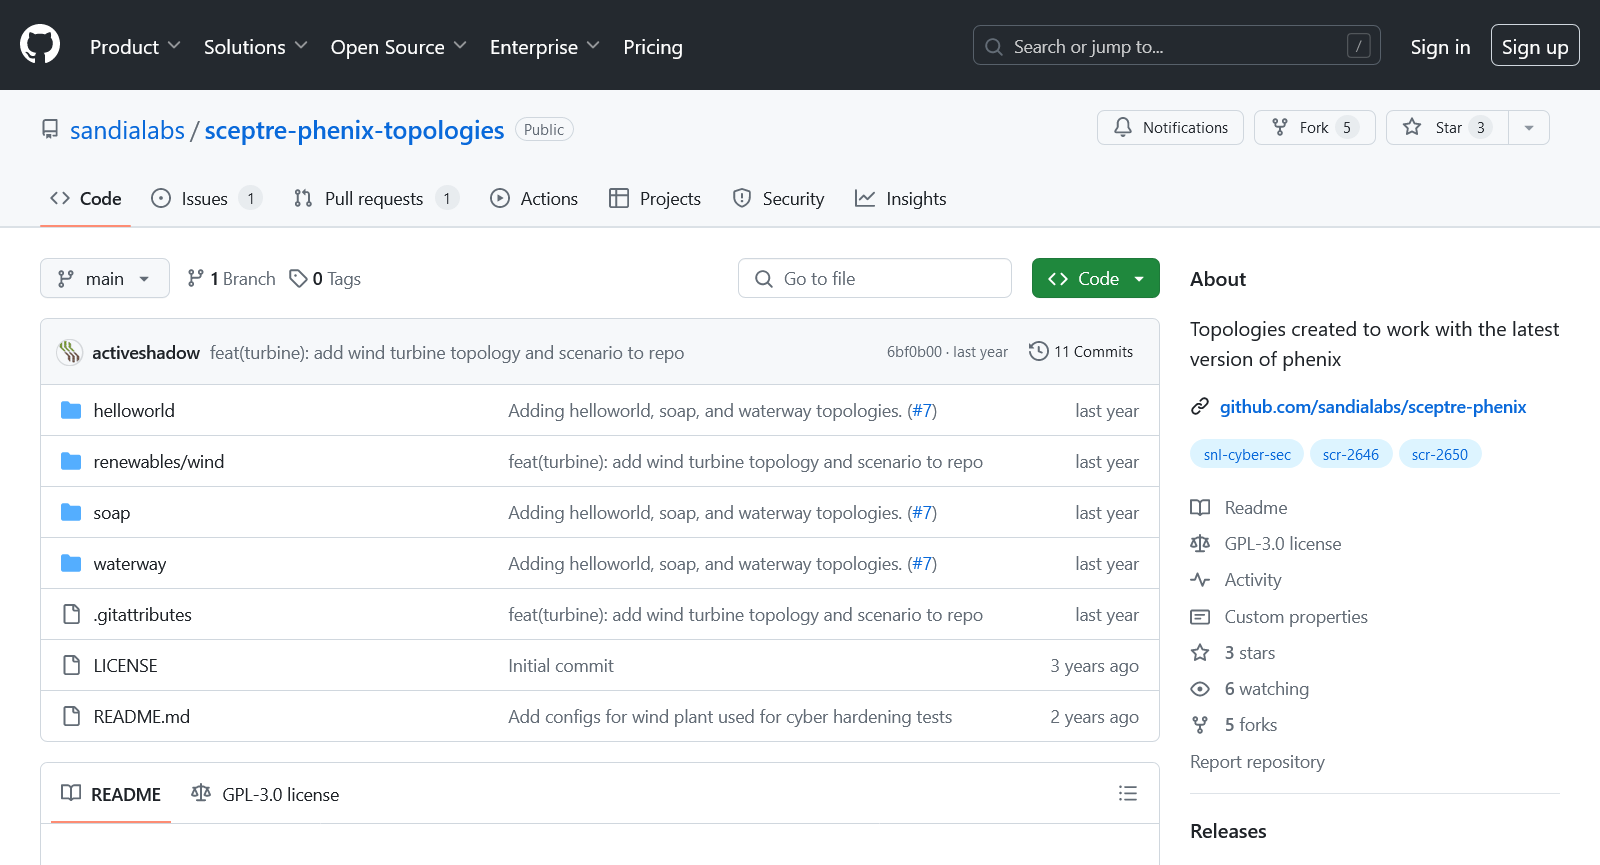 Product Solutions Open Source Enterprise Pricing Search or jump to... / Sign in Sign up
sandialabs / sceptre-phenix-topologies Public Notifications Fork 5 Star 3
Code Issues 1 Pull requests 1 Actions Projects Security Insights
main 1 Branch 0 Tags Go to file Code
activeshadow feat(turbine): add wind turbine topology and scenario to repo 6bf0b00 · last year 11 Commits
helloworld Adding helloworld, soap, and waterway topologies. (#7) last year
renewables/wind feat(turbine): add wind turbine topology and scenario to repo last year
soap Adding helloworld, soap, and waterway topologies. (#7) last year
waterway Adding helloworld, soap, and waterway topologies. (#7) last year
.gitattributes feat(turbine): add wind turbine topology and scenario to repo last year
LICENSE Initial commit 3 years ago
README.md Add configs for wind plant used for cyber hardening tests 2 years ago
README GPL-3.0 license
About
Topologies created to work with the latest
version of phenix
github.com/sandialabs/sceptre-phenix
snl-cyber-sec scr-2646 scr-2650
Readme
GPL-3.0 license
Activity
Custom properties
3 stars
6 watching
5 forks
Report repository
Releases